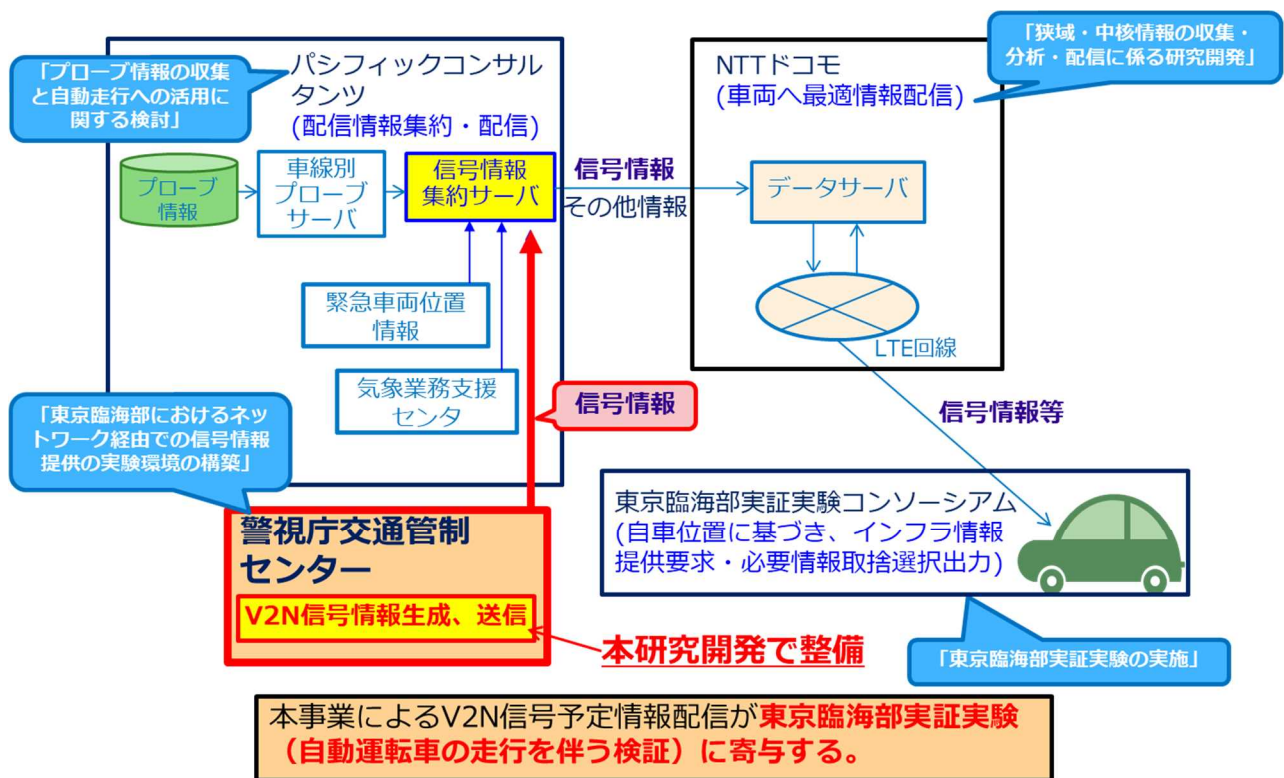 「プローブ情報の収集
と自動走行への活用に
関する検討」
パシフィックコンサル
タンツ
(配信情報集約・配信)
プローブ
情報
車線別
プローブ
サーバ
信号情報
集約サーバ
緊急車両位置
情報
気象業務支援
センタ
信号情報
その他情報
NTTドコモ
(車両へ最適情報配信)
「狭域・中核情報の収集・
分析・配信に係る研究開発」
データサーバ
LTE回線
信号情報
信号情報等
「東京臨海部におけるネッ
トワーク経由での信号情報
提供の実験環境の構築」
警視庁交通管制
センター
V2N信号情報生成、送信
本研究開発で整備
東京臨海部実証実験コンソーシアム
(自車位置に基づき、インフラ情報
提供要求・必要情報取捨選択出力)
「東京臨海部実証実験の実施」
本事業によるV2N信号予定情報配信が東京臨海部実証実験
（自動運転車の走行を伴う検証）に寄与する。